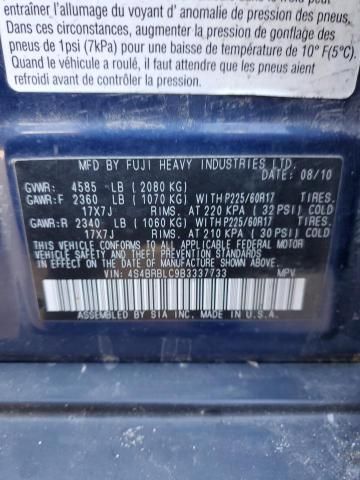 entraîner l'allumage du voyant d' anomalie de pression des pneus.
Dans ces circonstances, augmenter la pression de gonflage des
pneus de 1psi (7kPa) pour une baisse de température de 10° F(5°C).
Quand le véhicule a roulé, il faut attendre que les pneus aient
refroidi avant de contrôler la pression.
MFD BY FUJI HEAVY INDUSTRIES LTD.
DATE: 08/10
GVWR: 4585 LB ( 2080 KG)
GAWR:F 2360 LB ( 1070 KG) WITH P225/60R17 TIRES.
17X7J RIMS. AT 220 KPA ( 32 PSI) COLD
GAWR:R 2340 LB ( 1060 KG) WITH P225/60R17 TIRES.
17X7J RIMS. AT 210 KPA ( 30 PSI) COLD
THIS VEHICLE CONFORMS TO ALL APPLICABLE FEDERAL MOTOR
VEHICLE SAFETY AND THEFT PREVENTION STANDARDS
IN EFFECT ON THE DATE OF MANUFACTURE SHOWN ABOVE.
VIN: 4S4BRBLC9B3337733 MPV
ASSEMBLED BY SIA INC. MADE IN U.S.A.